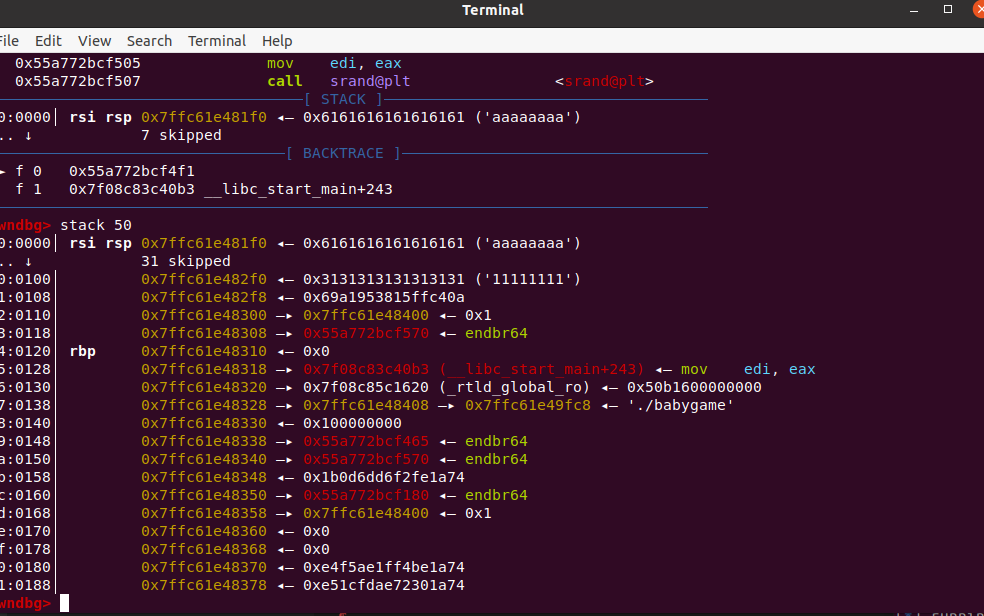 Terminal
File Edit View Search Terminal Help
0x55a772bcf505 mov edi, eax
0x55a772bcf507 call srand@plt <srand@plt>
[ STACK ]
0:0000│ rsi rsp 0x7ffc61e481f0 ◂— 0x6161616161616161 ('aaaaaaaa')
.. ↓ 7 skipped
[ BACKTRACE ]
► f 0 0x55a772bcf4f1
f 1 0x7f08c83c40b3 __libc_start_main+243
wndbg> stack 50
0:0000│ rsi rsp 0x7ffc61e481f0 ◂— 0x6161616161616161 ('aaaaaaaa')
.. ↓ 31 skipped
0:0100│ 0x7ffc61e482f0 ◂— 0x3131313131313131 ('11111111')
1:0108│ 0x7ffc61e482f8 ◂— 0x69a1953815ffc40a
2:0110│ 0x7ffc61e48300 —▸ 0x7ffc61e48400 ◂— 0x1
3:0118│ 0x7ffc61e48308 —▸ 0x55a772bcf570 ◂— endbr64
4:0120│ rbp 0x7ffc61e48310 ◂— 0x0
5:0128│ 0x7ffc61e48318 —▸ 0x7f08c83c40b3 (__libc_start_main+243) ◂— mov edi, eax
6:0130│ 0x7ffc61e48320 —▸ 0x7f08c85c1620 (_rtld_global_ro) ◂— 0x50b1600000000
7:0138│ 0x7ffc61e48328 —▸ 0x7ffc61e48408 —▸ 0x7ffc61e49fc8 ◂— './babygame'
8:0140│ 0x7ffc61e48330 ◂— 0x100000000
9:0148│ 0x7ffc61e48338 —▸ 0x55a772bcf465 ◂— endbr64
a:0150│ 0x7ffc61e48340 —▸ 0x55a772bcf570 ◂— endbr64
b:0158│ 0x7ffc61e48348 ◂— 0x1b0d6dd6f2fe1a74
c:0160│ 0x7ffc61e48350 —▸ 0x55a772bcf180 ◂— endbr64
d:0168│ 0x7ffc61e48358 —▸ 0x7ffc61e48400 ◂— 0x1
e:0170│ 0x7ffc61e48360 ◂— 0x0
f:0178│ 0x7ffc61e48368 ◂— 0x0
0:0180│ 0x7ffc61e48370 ◂— 0xe4f5ae1ff4be1a74
1:0188│ 0x7ffc61e48378 ◂— 0xe51cfdae72301a74
wndbg>